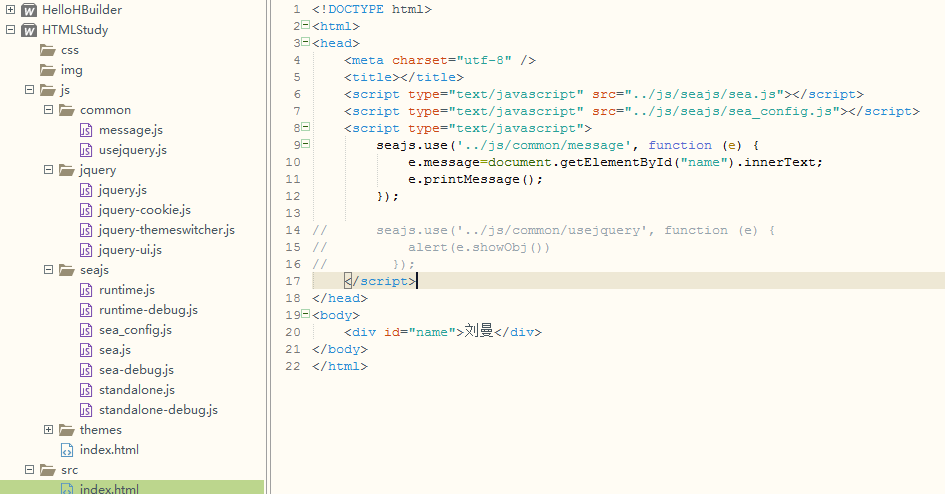 HelloHBuilder
HTMLStudy
css
img
js
common
message.js
usejquery.js
jquery
jquery.js
jquery-cookie.js
jquery-themeswitcher.js
jquery-ui.js
seajs
runtime.js
runtime-debug.js
sea_config.js
sea.js
sea-debug.js
standalone.js
standalone-debug.js
themes
index.html
src
index.html
1 <!DOCTYPE html>
2 <html>
3 <head>
4 <meta charset="utf-8" />
5 <title></title>
6 <script type="text/javascript" src="../js/seajs/sea.js"></script>
7 <script type="text/javascript" src="../js/seajs/sea_config.js"></script>
8 <script type="text/javascript">
9 seajs.use('../js/common/message', function (e) {
10 e.message=document.getElementById("name").innerText;
11 e.printMessage();
12 });
13
14 // seajs.use('../js/common/usejquery', function (e) {
15 // alert(e.showObj())
16 // });
17 </script>
18 </head>
19 <body>
20 <div id="name">刘曼</div>
21 </body>
22 </html>